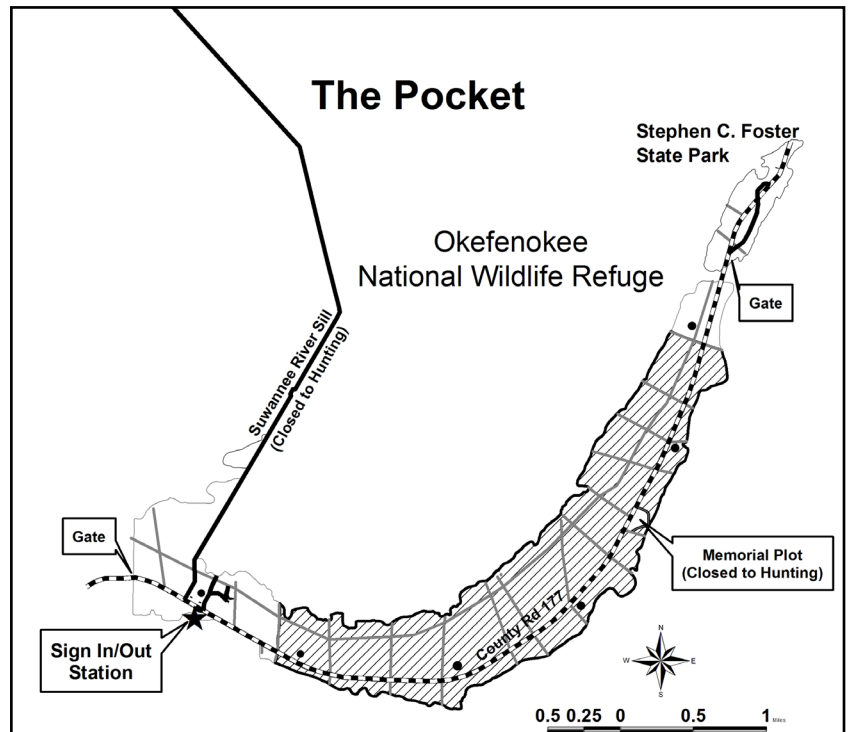 The Pocket
Stephen C. Foster
State Park
Okefenokee
National Wildlife Refuge
Gate
Suwannee River Sill
(Closed to Hunting)
Gate
Memorial Plot
(Closed to Hunting)
County Rd 177
Sign In/Out
Station
N
W E
S
0.5 0.25 0 0.5 1 Miles